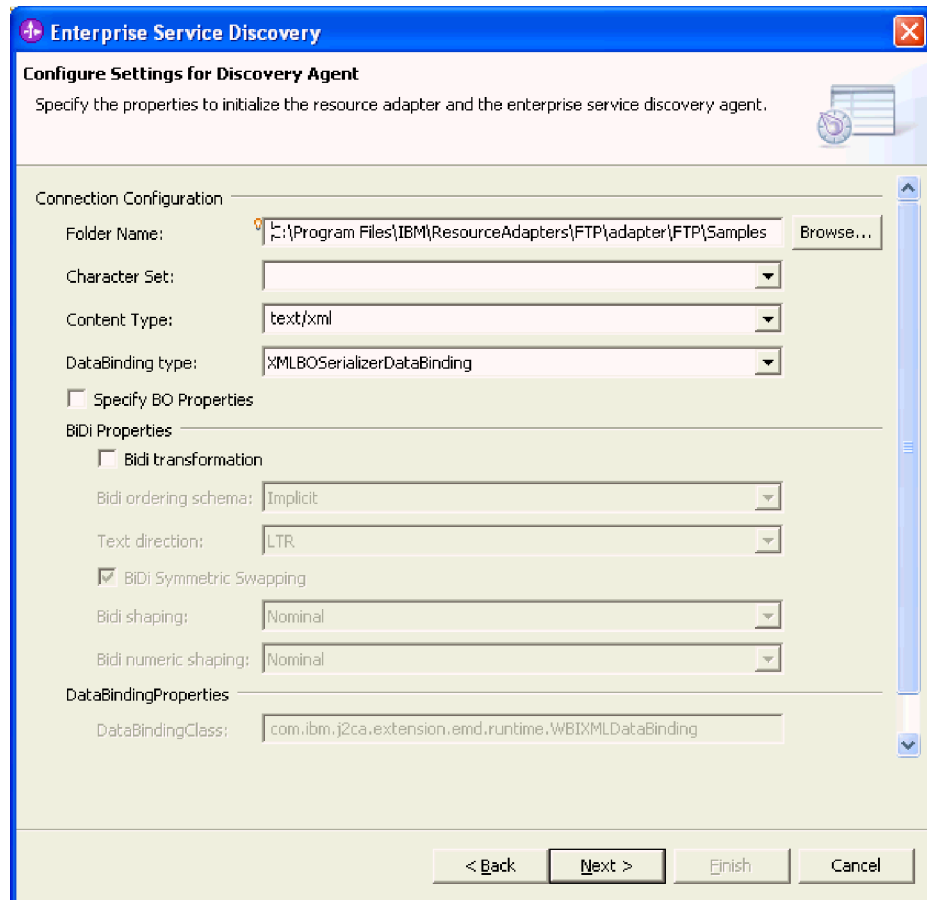 Enterprise Service Discovery
Configure Settings for Discovery Agent
Specify the properties to initialize the resource adapter and the enterprise service discovery agent.
Connection Configuration
Folder Name: C:\Program Files\IBM\ResourceAdapters\FTP\adapter\FTP\Samples Browse...
Character Set:
Content Type: text/xml
DataBinding type: XMLBOSerializerDataBinding
Specify BO Properties
BiDi Properties
Bidi transformation
Bidi ordering schema: Implicit
Text direction: LTR
BiDi Symmetric Swapping
Bidi shaping: Nominal
Bidi numeric shaping: Nominal
DataBindingProperties
DataBindingClass: com.ibm.j2ca.extension.emd.runtime.WBIXMLDataBinding
< Back Next > Finish Cancel